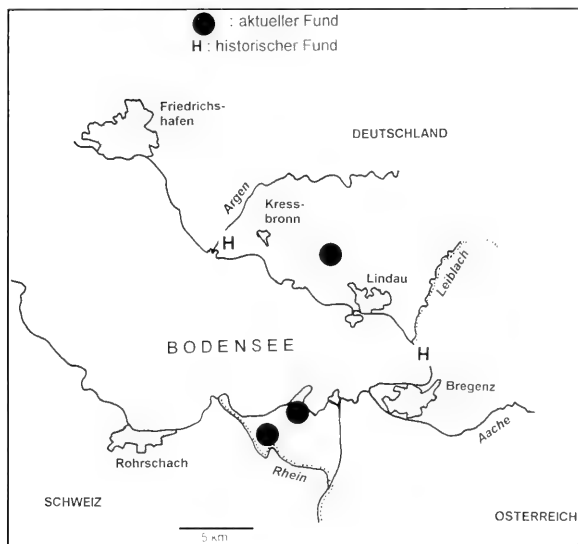 : aktueller Fund
H : historischer Fund
Friedrichs-
hafen
DEUTSCHLAND
Argen
Kress-
bronn
H
Leiblach
Lindau
BODENSEE
H
Bregenz
Aache
Rohrschach
Rhein
SCHWEIZ
ÖSTERREICH
5 km